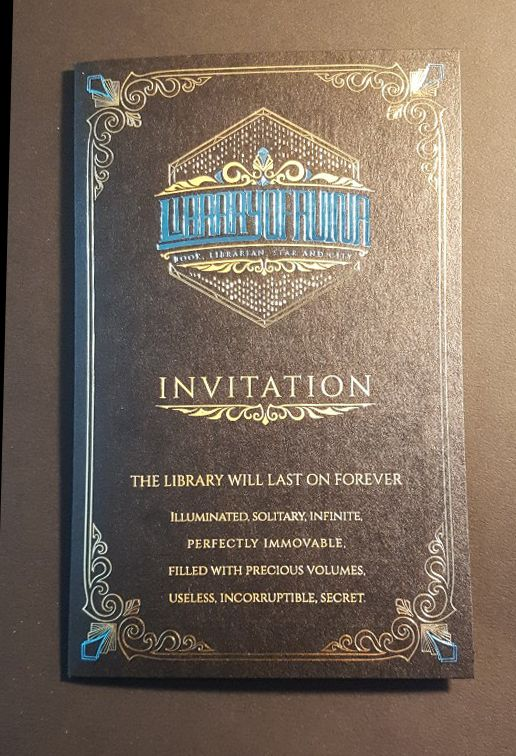 LIBRARY OF RUINA
BOOK, LIBRARIAN, STAR AND CITY
INVITATION
THE LIBRARY WILL LAST ON FOREVER
ILLUMINATED, SOLITARY, INFINITE,
PERFECTLY IMMOVABLE,
FILLED WITH PRECIOUS VOLUMES,
USELESS, INCORRUPTIBLE, SECRET.